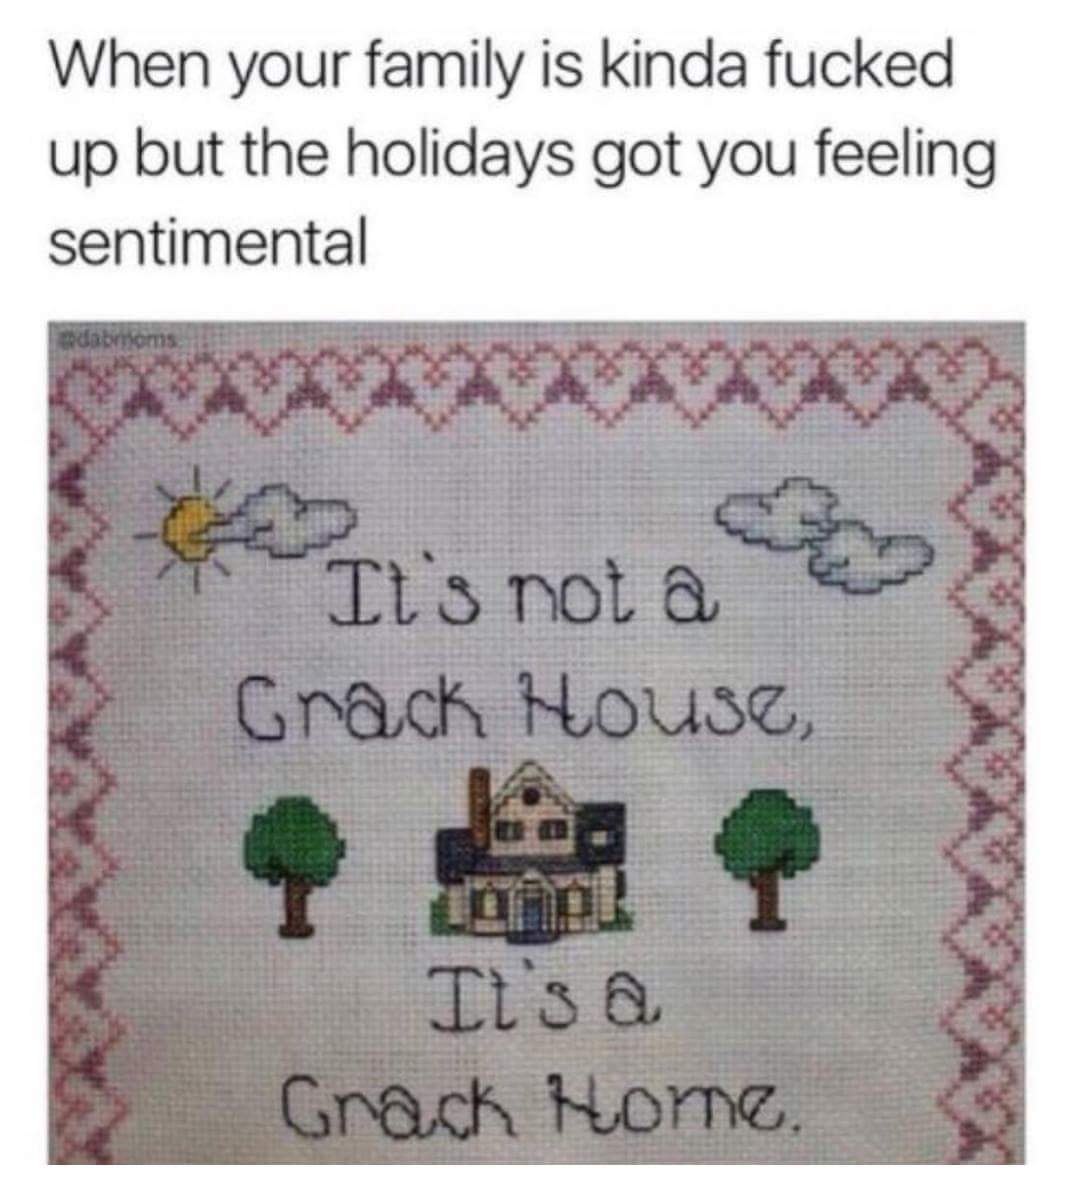 When your family is kinda fucked
up but the holidays got you feeling
sentimental
@dabmoms
It's not a
Crack House,
It's a
Crack Home.